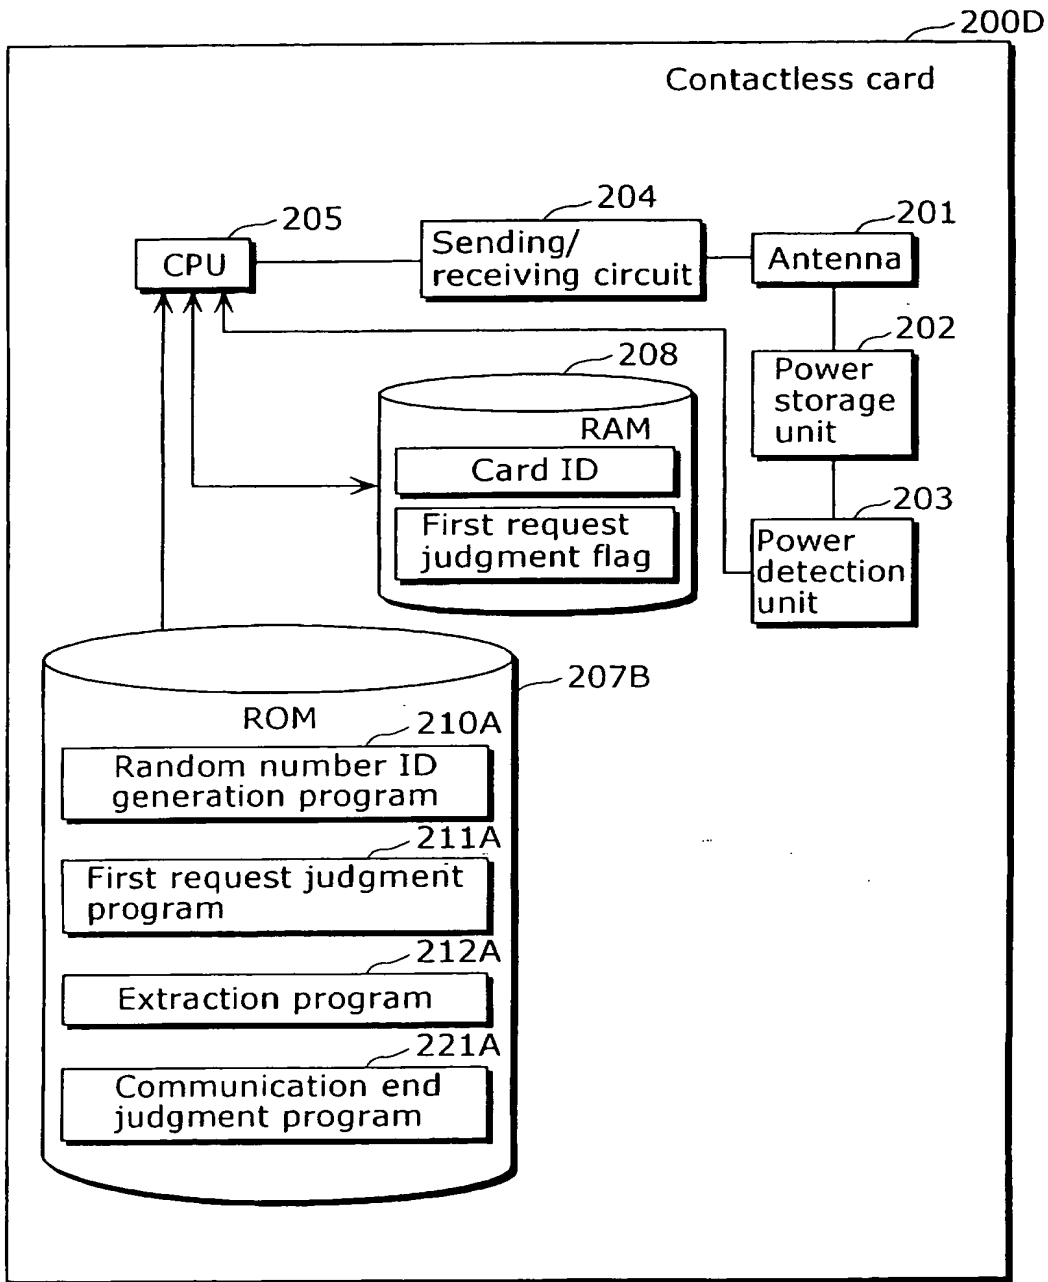 200D
Contactless card
205
CPU
204
Sending/
receiving circuit
201
Antenna
202
Power
storage
unit
208
RAM
Card ID
First request
judgment flag
203
Power
detection
unit
207B
ROM
210A
Random number ID
generation program
211A
First request judgment
program
212A
Extraction program
221A
Communication end
judgment program